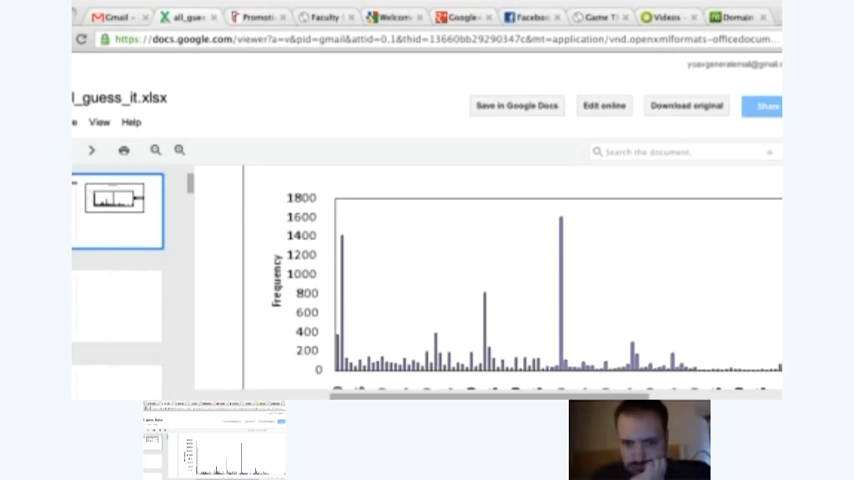 Gmail - all_gues Promoti Faculty Welcom Google Faceboo Game T Videos - Domain
https://docs.google.com/viewer?a=v&pid=gmail&attid=0.1&thid=13660bb29290347c&mt=application/vnd.openxmlformats-officedocum...
yoavgeneralemail@gmail.c
l_guess_it.xlsx
Save in Google Docs Edit online Download original Share
e View Help
Search the document.
1800
1600
1400
1200
1000
800
600
400
200
0
Frequency